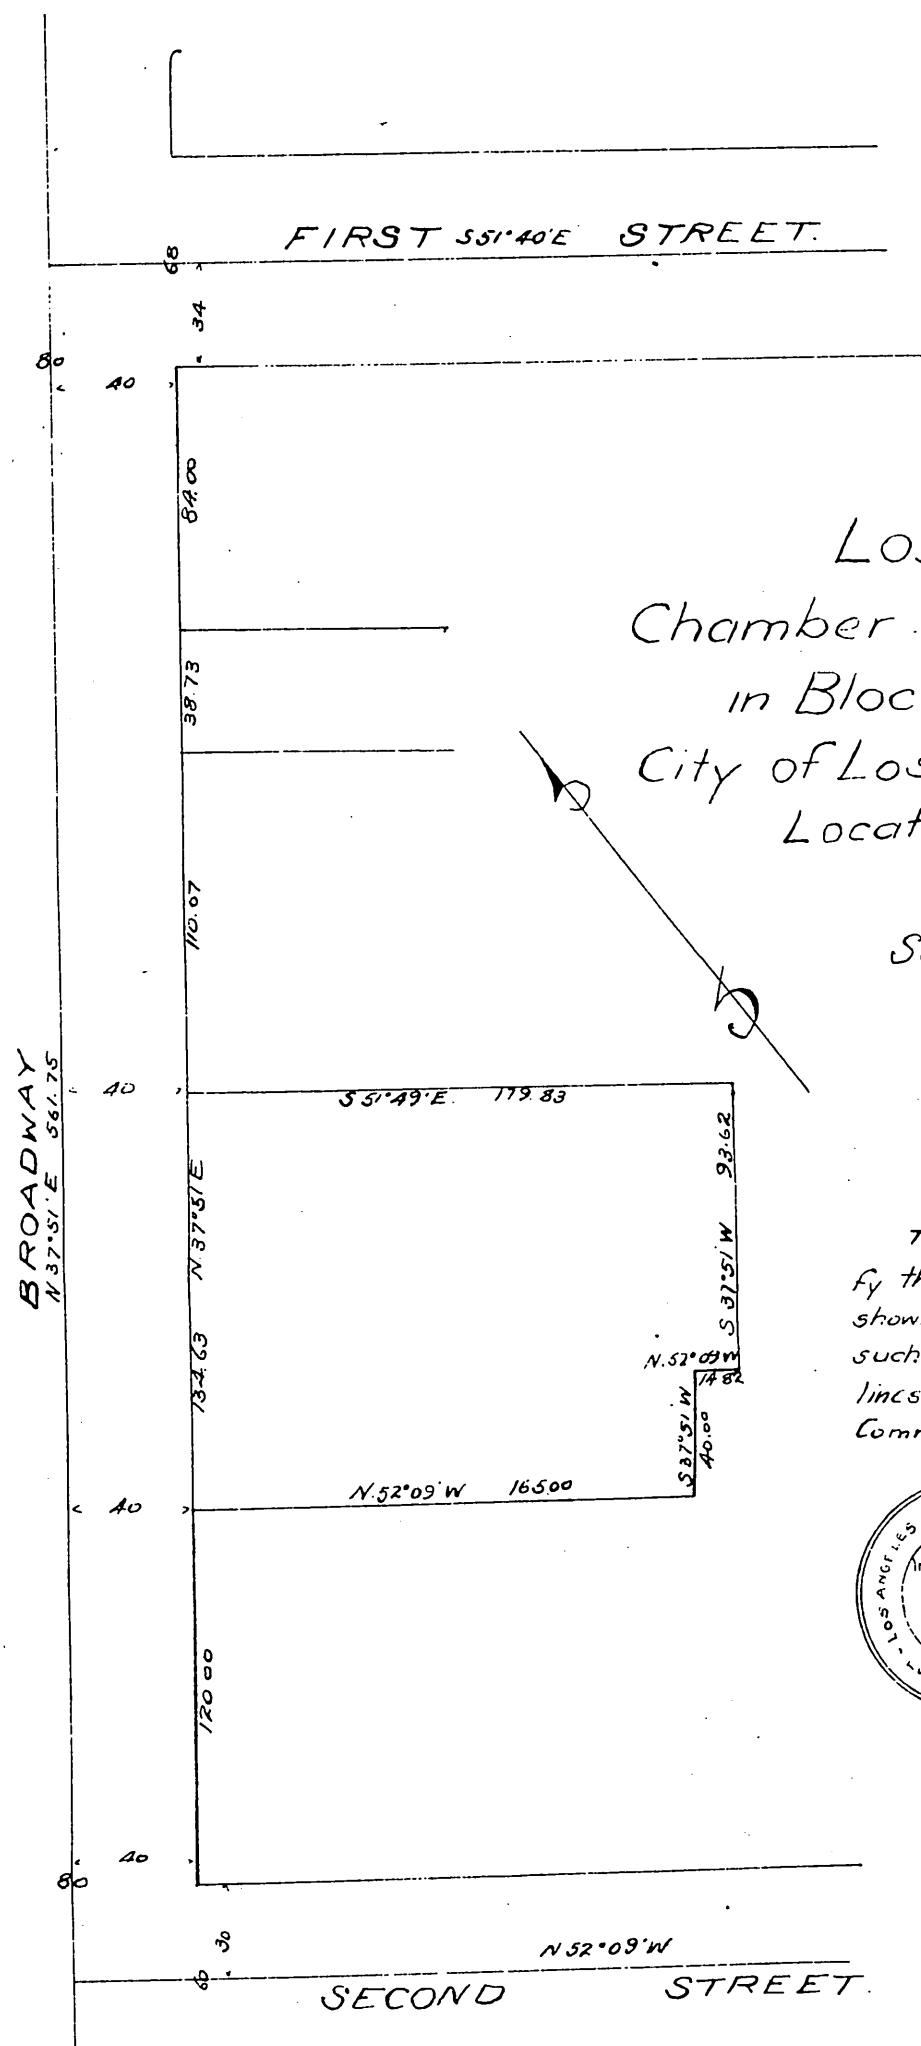 FIRST S51°40'E STREET.
68
34
80
40
84.00
Chamber
in Bloc
City of Los
38.73
110.07
BROADWAY
N 37°51'E 561.75
40
S 51°49'E. 179.83
93.62
S 37°51'W
N.37°51'E
134.63
N.52°09'W
14.82
S37°51'W
40.00
N.52°09'W 165.00
40
fy th
show
such
lines
Comm
LOS ANGELES
120.00
40
80
30
60
N52°09'W
SECOND STREET.